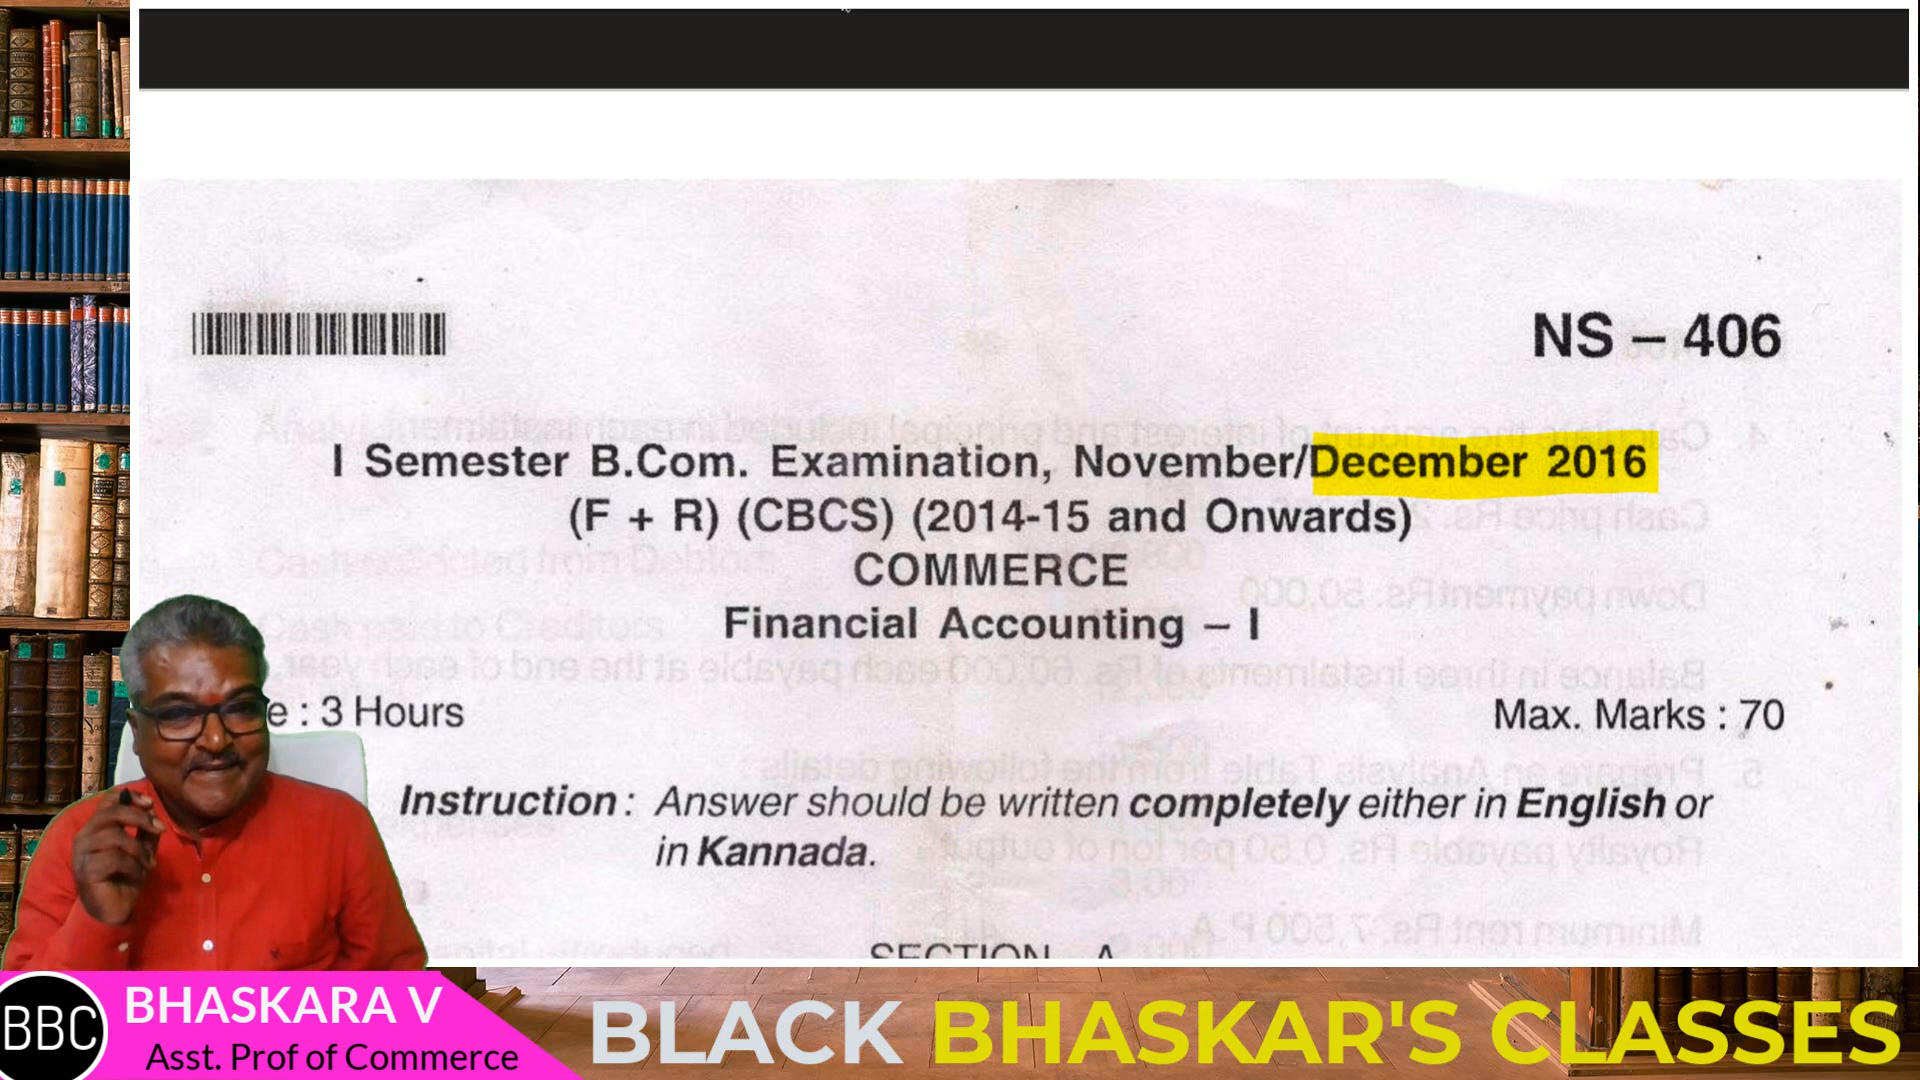 NS – 406
I Semester B.Com. Examination, November/December 2016
(F + R) (CBCS) (2014-15 and Onwards)
COMMERCE
Financial Accounting – I
e : 3 Hours
Max. Marks : 70
Instruction : Answer should be written completely either in English or
in Kannada.
SECTION – A
BBC
BHASKARA V
Asst. Prof of Commerce
BLACK BHASKAR'S CLASSES